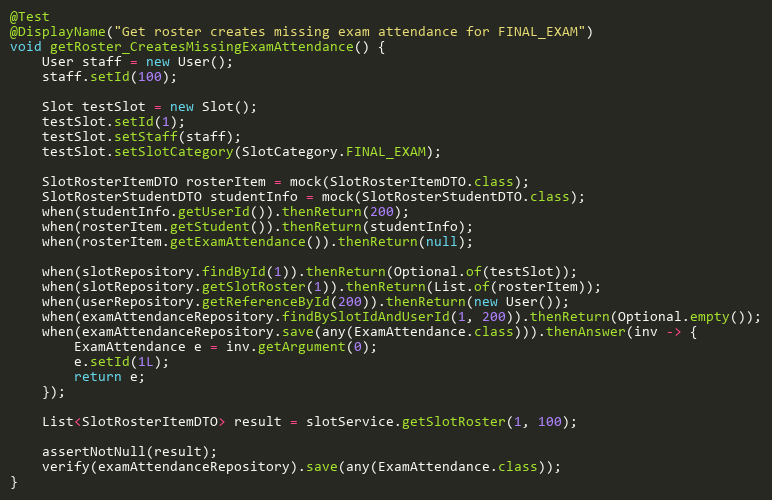 @Test
@DisplayName("Get roster creates missing exam attendance for FINAL_EXAM")
void getRoster_CreatesMissingExamAttendance() {
    User staff = new User();
    staff.setId(100);

    Slot testSlot = new Slot();
    testSlot.setId(1);
    testSlot.setStaff(staff);
    testSlot.setSlotCategory(SlotCategory.FINAL_EXAM);

    SlotRosterItemDTO rosterItem = mock(SlotRosterItemDTO.class);
    SlotRosterStudentDTO studentInfo = mock(SlotRosterStudentDTO.class);
    when(studentInfo.getUserId()).thenReturn(200);
    when(rosterItem.getStudent()).thenReturn(studentInfo);
    when(rosterItem.getExamAttendance()).thenReturn(null);

    when(slotRepository.findById(1)).thenReturn(Optional.of(testSlot));
    when(slotRepository.getSlotRoster(1)).thenReturn(List.of(rosterItem));
    when(userRepository.getReferenceById(200)).thenReturn(new User());
    when(examAttendanceRepository.findBySlotIdAndUserId(1, 200)).thenReturn(Optional.empty());
    when(examAttendanceRepository.save(any(ExamAttendance.class))).thenAnswer(inv -> {
        ExamAttendance e = inv.getArgument(0);
        e.setId(1L);
        return e;
    });

    List<SlotRosterItemDTO> result = slotService.getSlotRoster(1, 100);

    assertNotNull(result);
    verify(examAttendanceRepository).save(any(ExamAttendance.class));
}